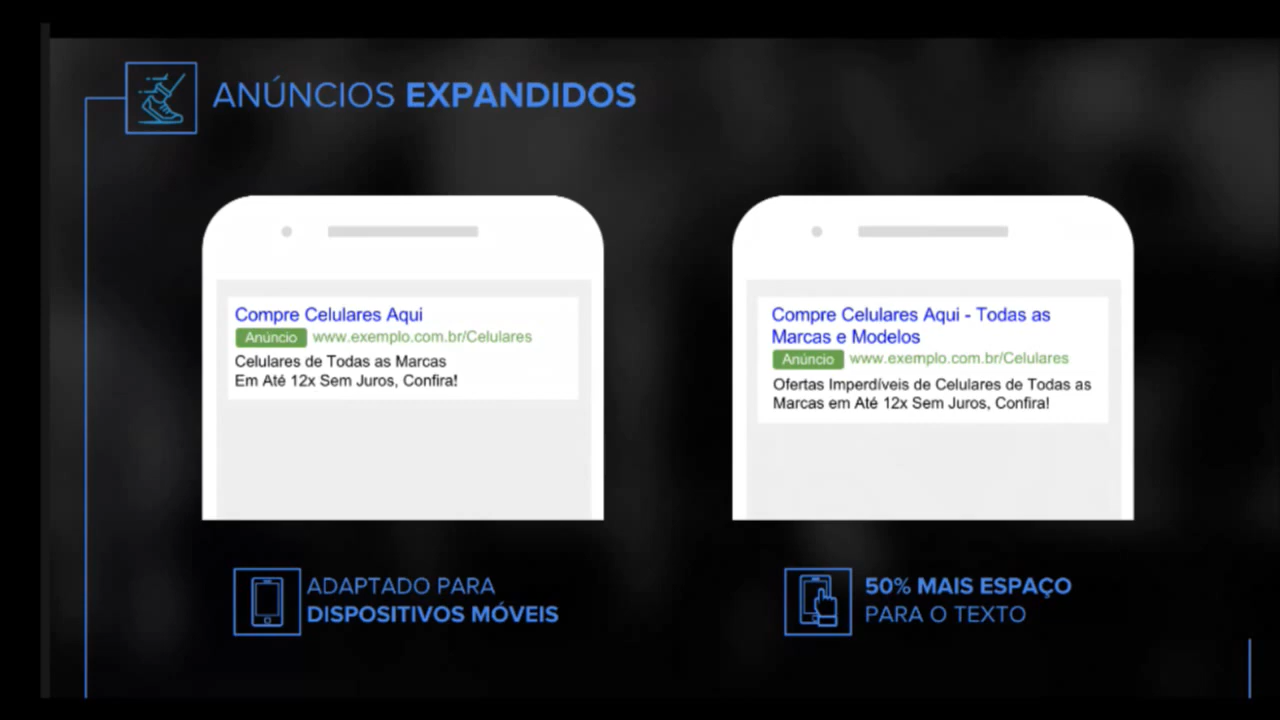 ANÚNCIOS EXPANDIDOS
Compre Celulares Aqui
Anúncio www.exemplo.com.br/Celulares
Celulares de Todas as Marcas
Em Até 12x Sem Juros, Confira!
Compre Celulares Aqui - Todas as
Marcas e Modelos
Anúncio www.exemplo.com.br/Celulares
Ofertas Imperdíveis de Celulares de Todas as
Marcas em Até 12x Sem Juros, Confira!
ADAPTADO PARA
DISPOSITIVOS MÓVEIS
50% MAIS ESPAÇO
PARA O TEXTO